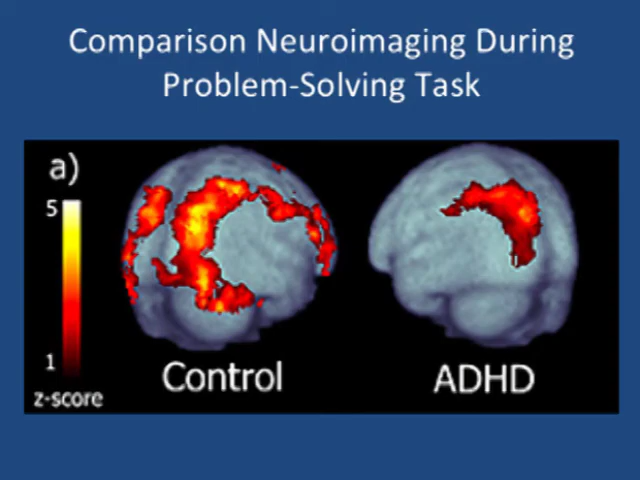 Comparison Neuroimaging During
Problem-Solving Task
a)
5
1
z-score
Control
ADHD